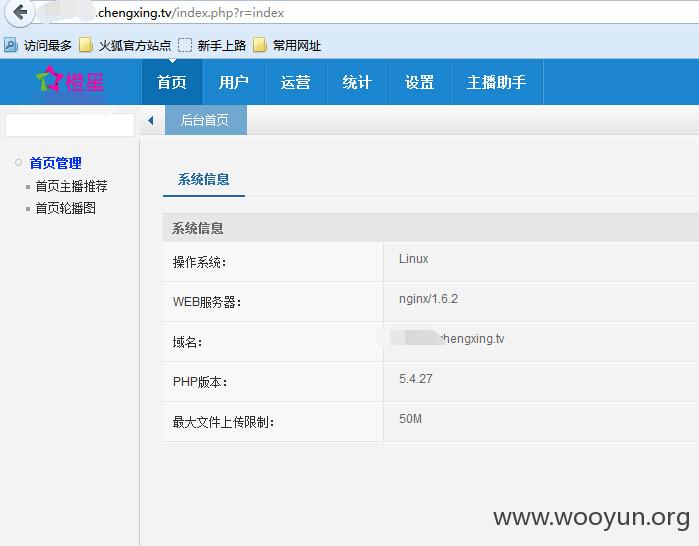 .chengxing.tv/index.php?r=index
访问最多 火狐官方站点 新手上路 常用网址
橙星 首页 用户 运营 统计 设置 主播助手
后台首页
首页管理
首页主播推荐
首页轮播图
系统信息
系统信息
操作系统: Linux
WEB服务器: nginx/1.6.2
域名: hengxing.tv
PHP版本: 5.4.27
最大文件上传限制: 50M
www.wooyun.org